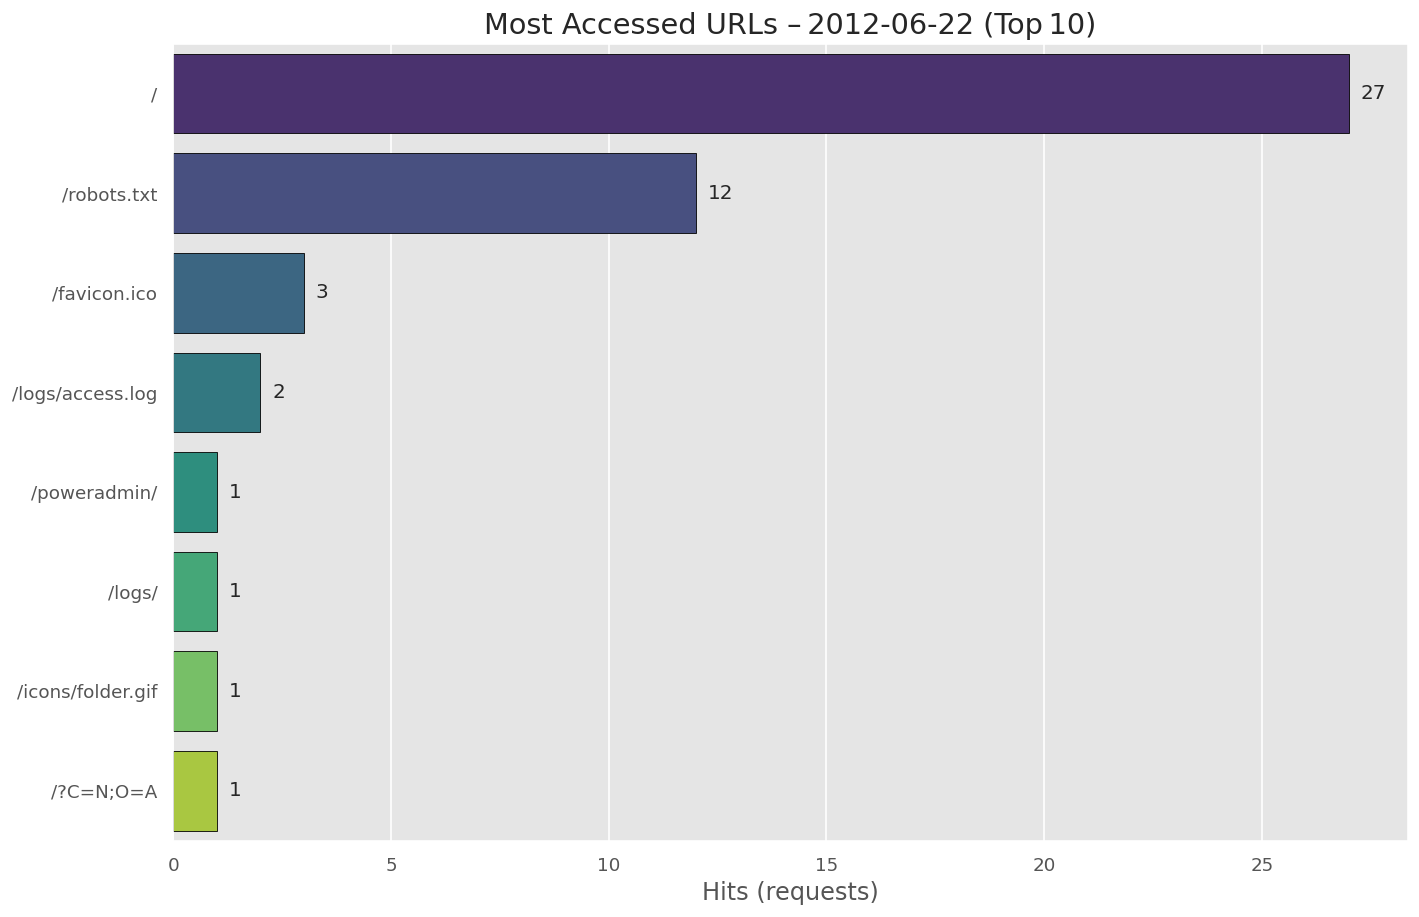 Most Accessed URLs – 2012-06-22 (Top 10)
/
27
/robots.txt
12
/favicon.ico
3
/logs/access.log
2
/poweradmin/
1
/logs/
1
/icons/folder.gif
1
/?C=N;O=A
1
0 5 10 15 20 25
Hits (requests)